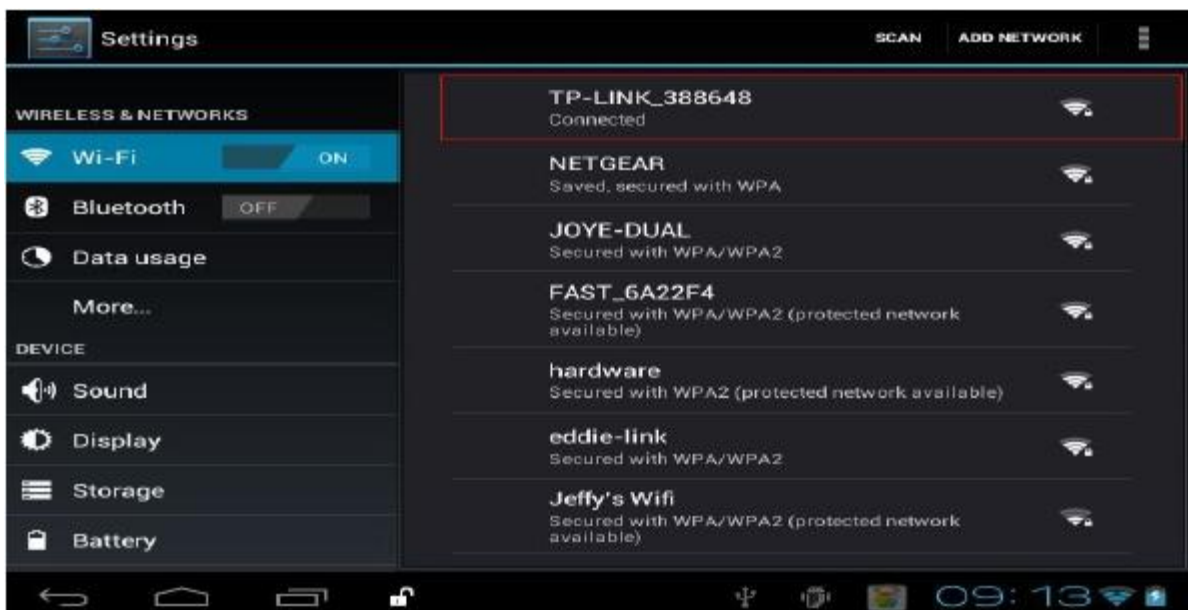 Settings
SCAN
ADD NETWORK
WIRELESS & NETWORKS
Wi-Fi
ON
Bluetooth
OFF
Data usage
More...
DEVICE
Sound
Display
Storage
Battery
TP-LINK_388648
Connected
NETGEAR
Saved, secured with WPA
JOYE-DUAL
Secured with WPA/WPA2
FAST_6A22F4
Secured with WPA/WPA2 (protected network
available)
hardware
Secured with WPA2 (protected network available)
eddie-link
Secured with WPA/WPA2
Jeffy's Wifi
Secured with WPA/WPA2 (protected network
available)
09:13